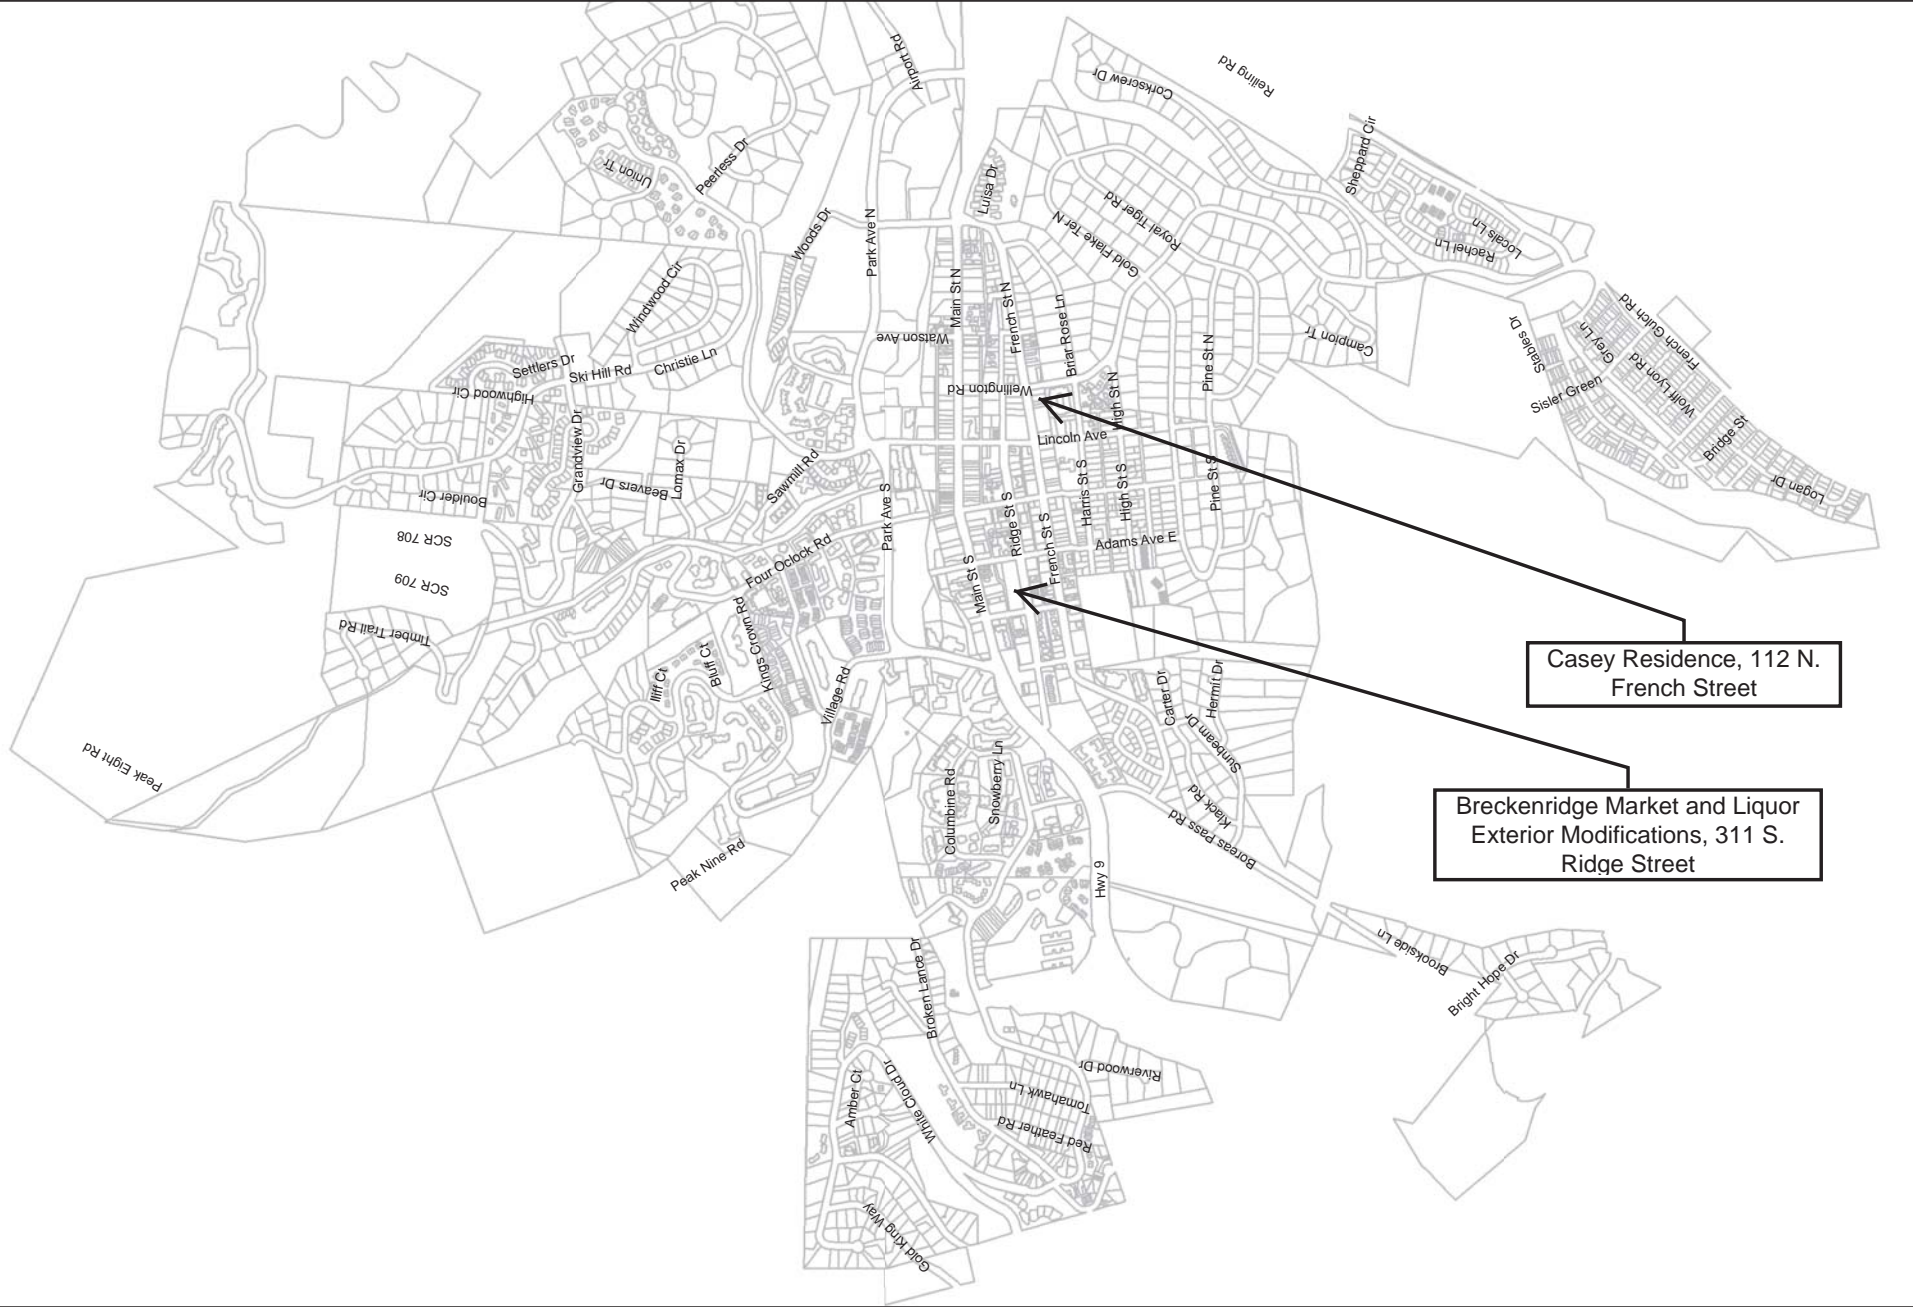 Airport Rd
Reiling Rd
Corkscrew Dr
Sheppard Cir
Union Tr
Peerless Dr
Luisa Dr
Royal Tiger Rd
Gold Flake Ter N
Locals Ln
Rachel Ln
Woods Dr
Park Ave N
Windwood Cir
Main St N
French St N
Briar Rose Ln
Watson Ave
Campion Tr
Pine St N
Stables Dr
Grey Ln
French Gulch Rd
Wolff Lyon Rd
Sisler Green
Bridge St
Logan Dr
Settlers Dr
Ski Hill Rd
Christie Ln
Highwood Cir
Wellington Rd
High St N
Lincoln Ave
Grandview Dr
Beavers Dr
Lomax Dr
Sawmill Rd
Boulder Cir
Park Ave S
Ridge St S
French St S
Harris St S
High St S
Pine St S
Adams Ave E
SCR 708
SCR 709
Four Oclock Rd
Main St S
Timber Trail Rd
Kings Crown Rd
Bluff Ct
Iliff Ct
Village Rd
Carter Dr
Hermit Dr
Sunbeam Dr
Casey Residence, 112 N.
French Street
Peak Eight Rd
Columbine Rd
Snowberry Ln
Klack Rd
Boreas Pass Rd
Breckenridge Market and Liquor
Exterior Modifications, 311 S.
Ridge Street
Peak Nine Rd
Hwy 9
Broken Lance Dr
Brookside Ln
Bright Hope Dr
Riverwood Dr
Tomahawk Ln
Red Feather Rd
Amber Ct
White Cloud Dr
Gold King Way